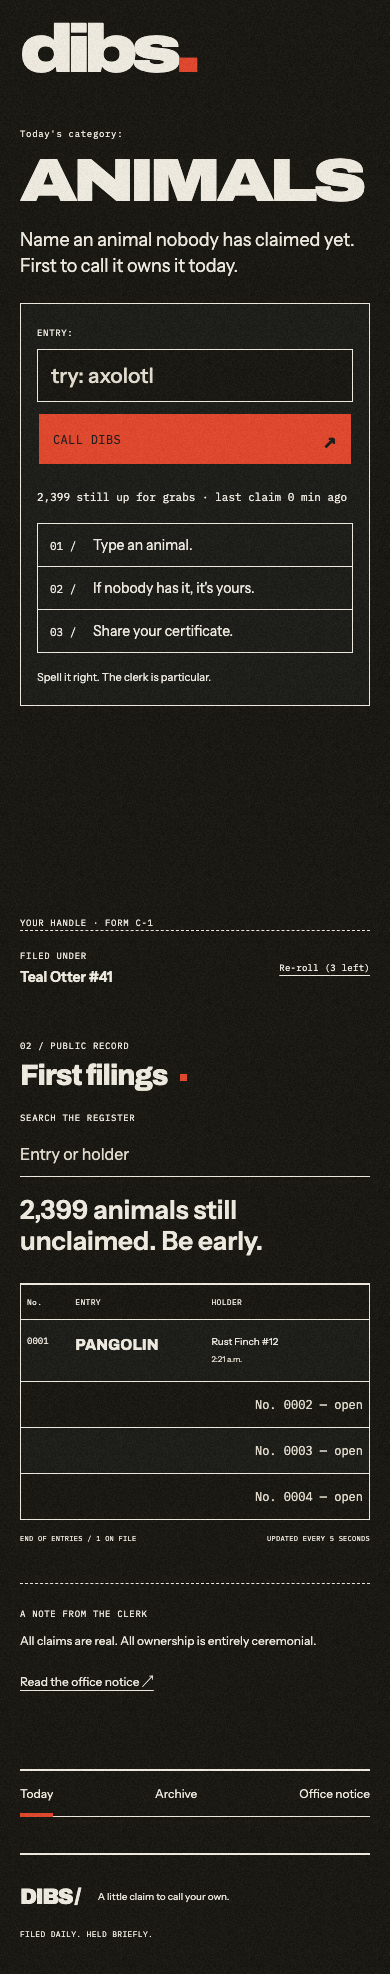 dibs.
Today's category:
ANIMALS
Name an animal nobody has claimed yet.
First to call it owns it today.
ENTRY:
try: axolotl
CALL DIBS ↗
2,399 still up for grabs · last claim 0 min ago
01 / Type an animal.
02 / If nobody has it, it's yours.
03 / Share your certificate.
Spell it right. The clerk is particular.
YOUR HANDLE · FORM C-1
FILED UNDER
Teal Otter #41
Re-roll (3 left)
02 / PUBLIC RECORD
First filings
SEARCH THE REGISTER
Entry or holder
2,399 animals still
unclaimed. Be early.
No. ENTRY HOLDER
0001 PANGOLIN Rust Finch #12
2:21 a.m.
No. 0002 — open
No. 0003 — open
No. 0004 — open
END OF ENTRIES / 1 ON FILE UPDATED EVERY 5 SECONDS
A NOTE FROM THE CLERK
All claims are real. All ownership is entirely ceremonial.
Read the office notice ↗
Today Archive Office notice
DIBS/ A little claim to call your own.
FILED DAILY. HELD BRIEFLY.